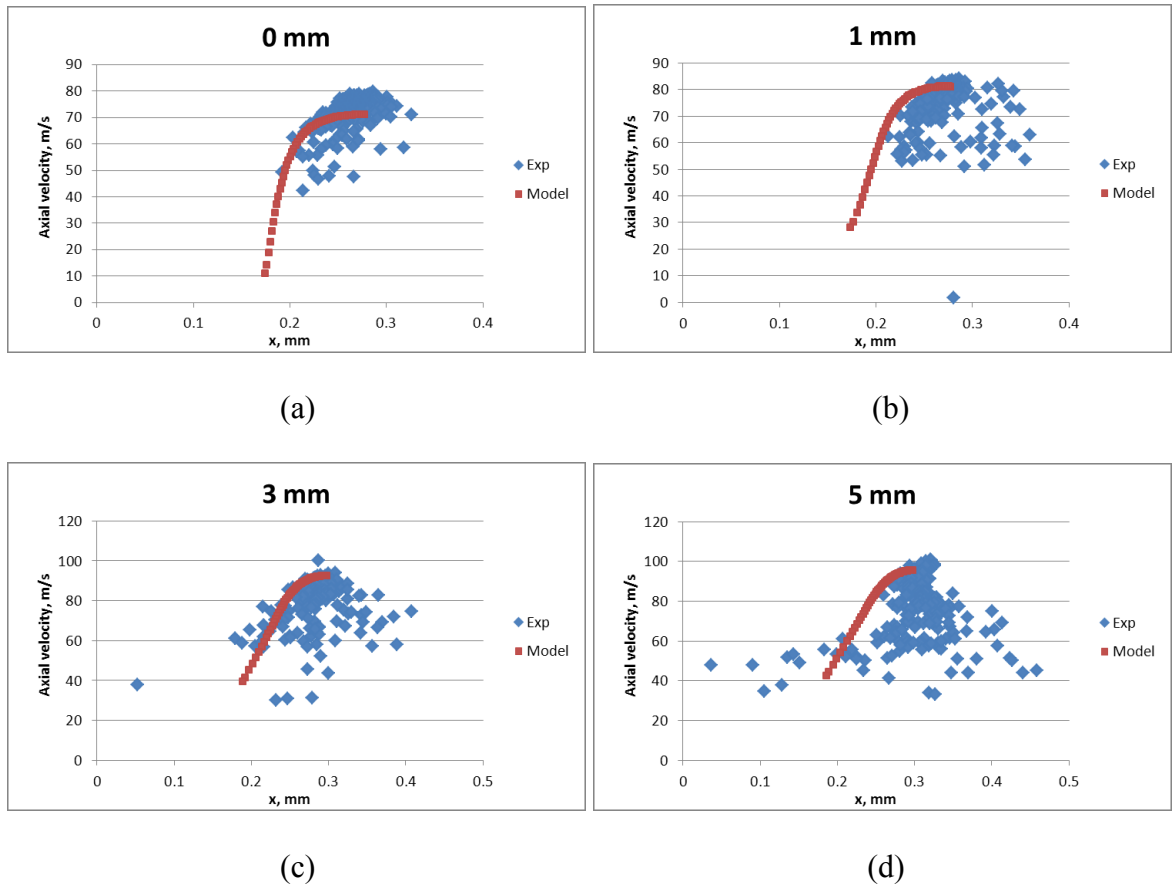 0 mm
90
80
70
60
50
40
30
20
10
0
Axial velocity, m/s
0 0.1 0.2 0.3 0.4
x, mm
Exp
Model
(a)
1 mm
90
80
70
60
50
40
30
20
10
0
Axial velocity, m/s
0 0.1 0.2 0.3 0.4
x, mm
Exp
Model
(b)
3 mm
120
100
80
60
40
20
0
Axial velocity, m/s
0 0.1 0.2 0.3 0.4 0.5
x, mm
Exp
Model
(c)
5 mm
120
100
80
60
40
20
0
Axial velocity, m/s
0 0.1 0.2 0.3 0.4 0.5
x, mm
Exp
Model
(d)